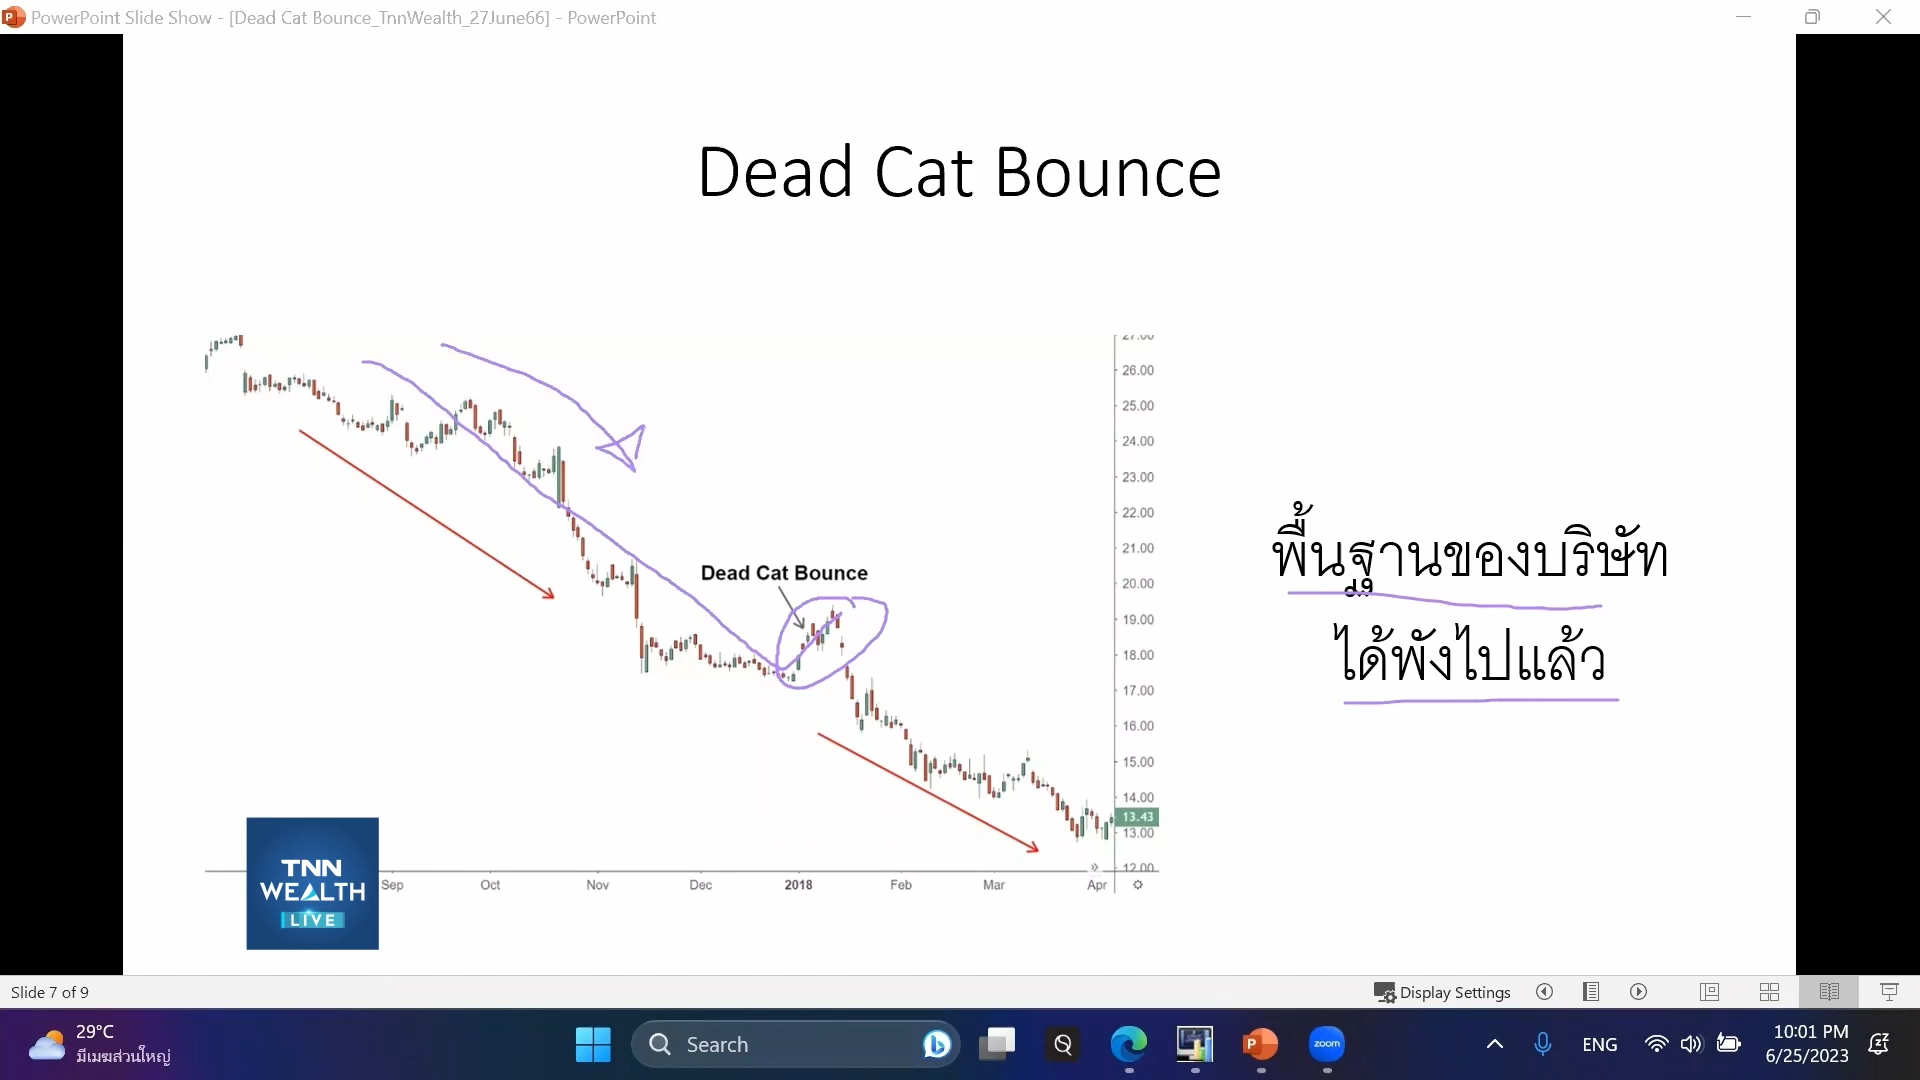 PowerPoint Slide Show - [Dead Cat Bounce_TnnWealth_27June66] - PowerPoint
Dead Cat Bounce
27.00
26.00
25.00
24.00
23.00
22.00
21.00
20.00
19.00
18.00
17.00
16.00
15.00
14.00
13.43
13.00
12.00
Dead Cat Bounce
Sep Oct Nov Dec 2018 Feb Mar Apr
พื้นฐานของบริษัท
ได้พังไปแล้ว
TNN
WEALTH
LIVE
Slide 7 of 9
Display Settings
29°C
มีเมฆส่วนใหญ่
Search
zoom
ENG
10:01 PM
6/25/2023